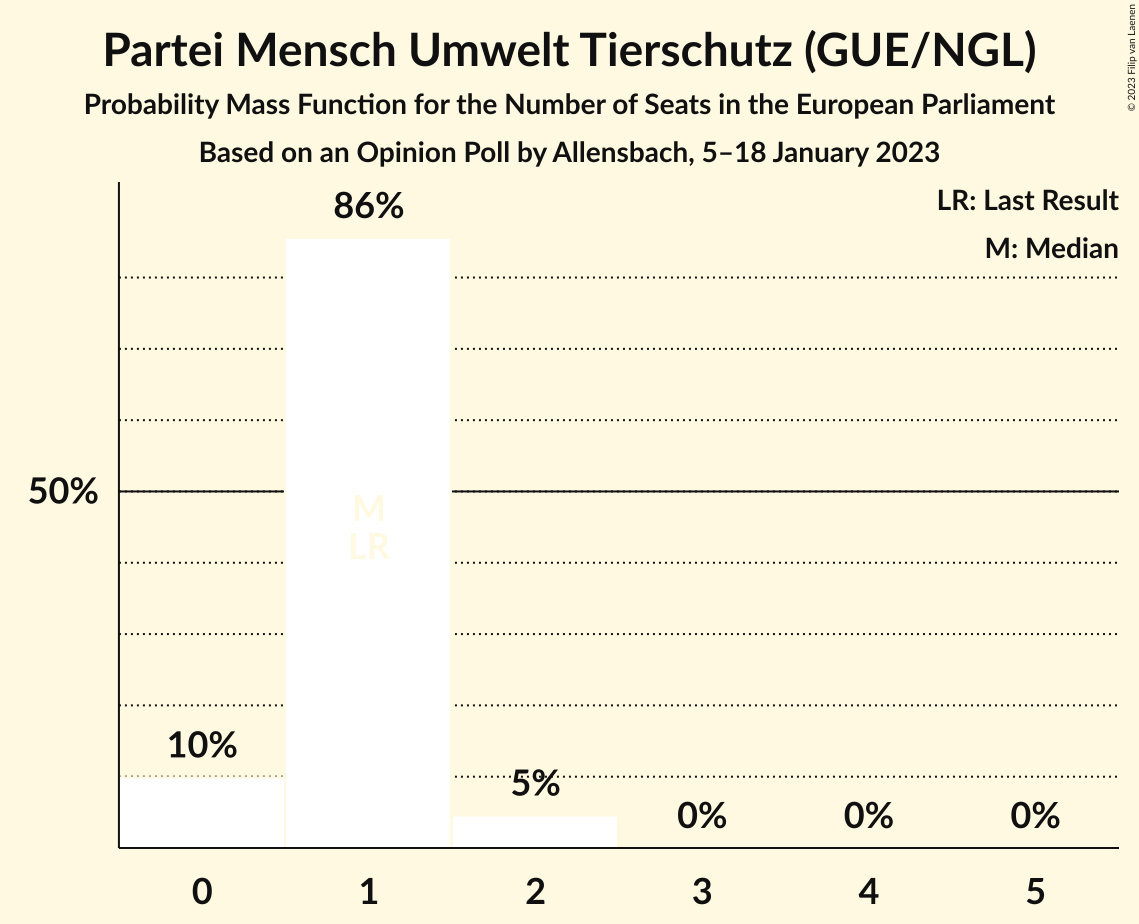 Partei Mensch Umwelt Tierschutz (GUE/NGL)
Probability Mass Function for the Number of Seats in the European Parliament
Based on an Opinion Poll by Allensbach, 5–18 January 2023
© 2023 Filip van Laenen
LR: Last Result
M: Median
86%
50%
M
LR
10%
5%
0%
0%
0%
0
1
2
3
4
5